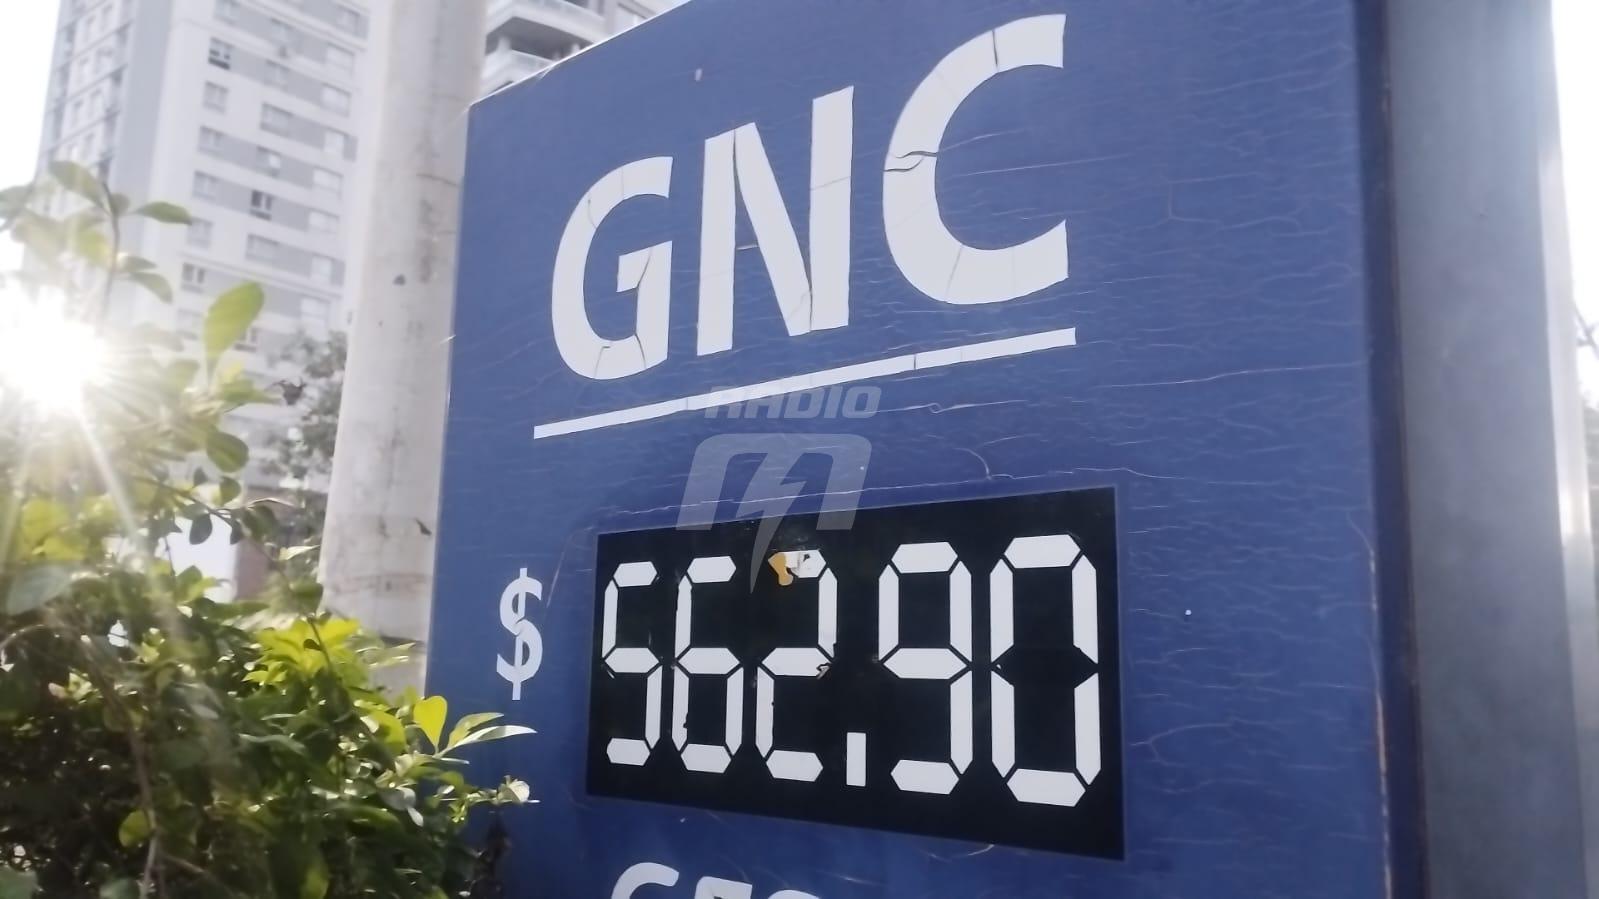 GNC
RADIO
$ 562.90